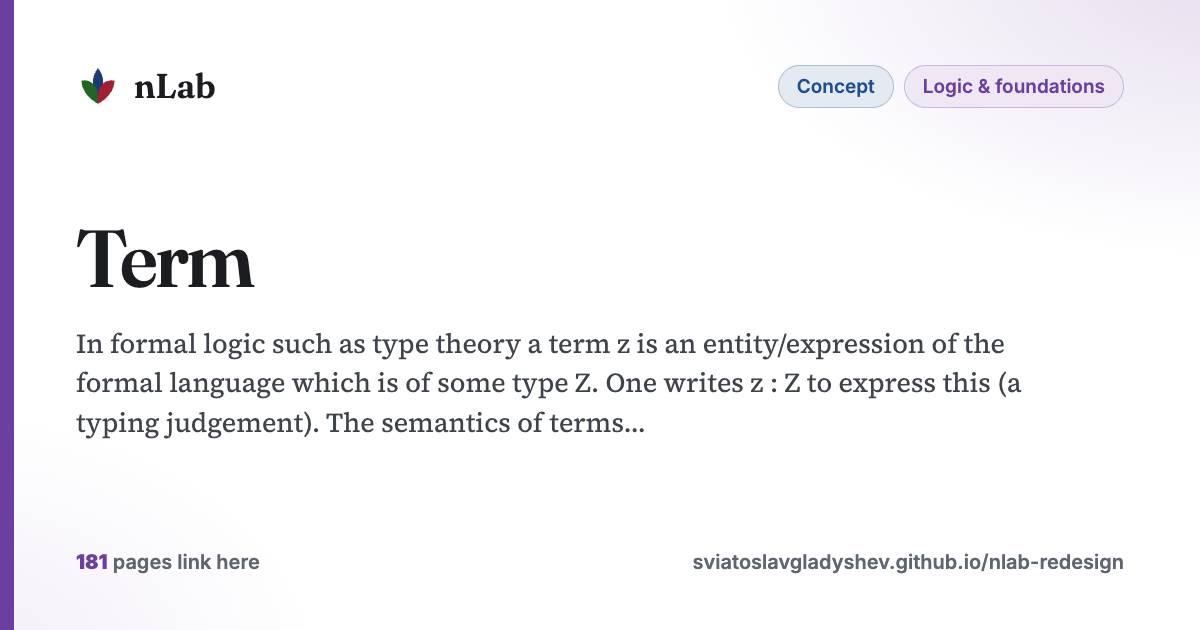 nLab
Concept
Logic & foundations
Term
In formal logic such as type theory a term z is an entity/expression of the
formal language which is of some type Z. One writes z : Z to express this (a
typing judgement). The semantics of terms...
181 pages link here
sviatoslavgladyshev.github.io/nlab-redesign